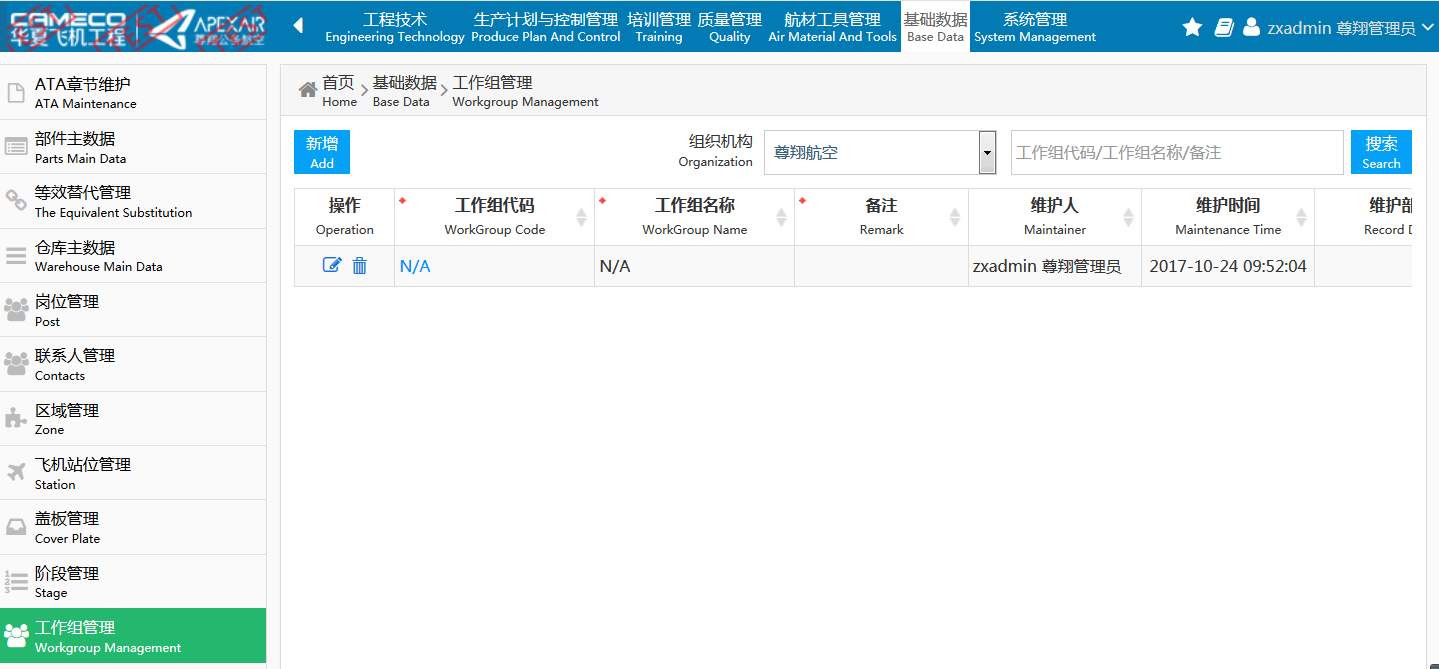 GAMECO
华夏飞机工程
APEXAIR
工程技术
Engineering Technology
生产计划与控制管理
Produce Plan And Control
培训管理
Training
质量管理
Quality
航材工具管理
Air Material And Tools
基础数据
Base Data
系统管理
System Management
zxadmin 尊翔管理员
ATA章节维护
ATA Maintenance
部件主数据
Parts Main Data
等效替代管理
The Equivalent Substitution
仓库主数据
Warehouse Main Data
岗位管理
Post
联系人管理
Contacts
区域管理
Zone
飞机站位管理
Station
盖板管理
Cover Plate
阶段管理
Stage
工作组管理
Workgroup Management
首页
Home
基础数据
Base Data
工作组管理
Workgroup Management
新增
Add
组织机构
Organization
尊翔航空
工作组代码/工作组名称/备注
搜索
Search
操作
Operation
工作组代码
WorkGroup Code
工作组名称
WorkGroup Name
备注
Remark
维护人
Maintainer
维护时间
Maintenance Time
维护部
Record D
N/A
N/A
zxadmin 尊翔管理员
2017-10-24 09:52:04